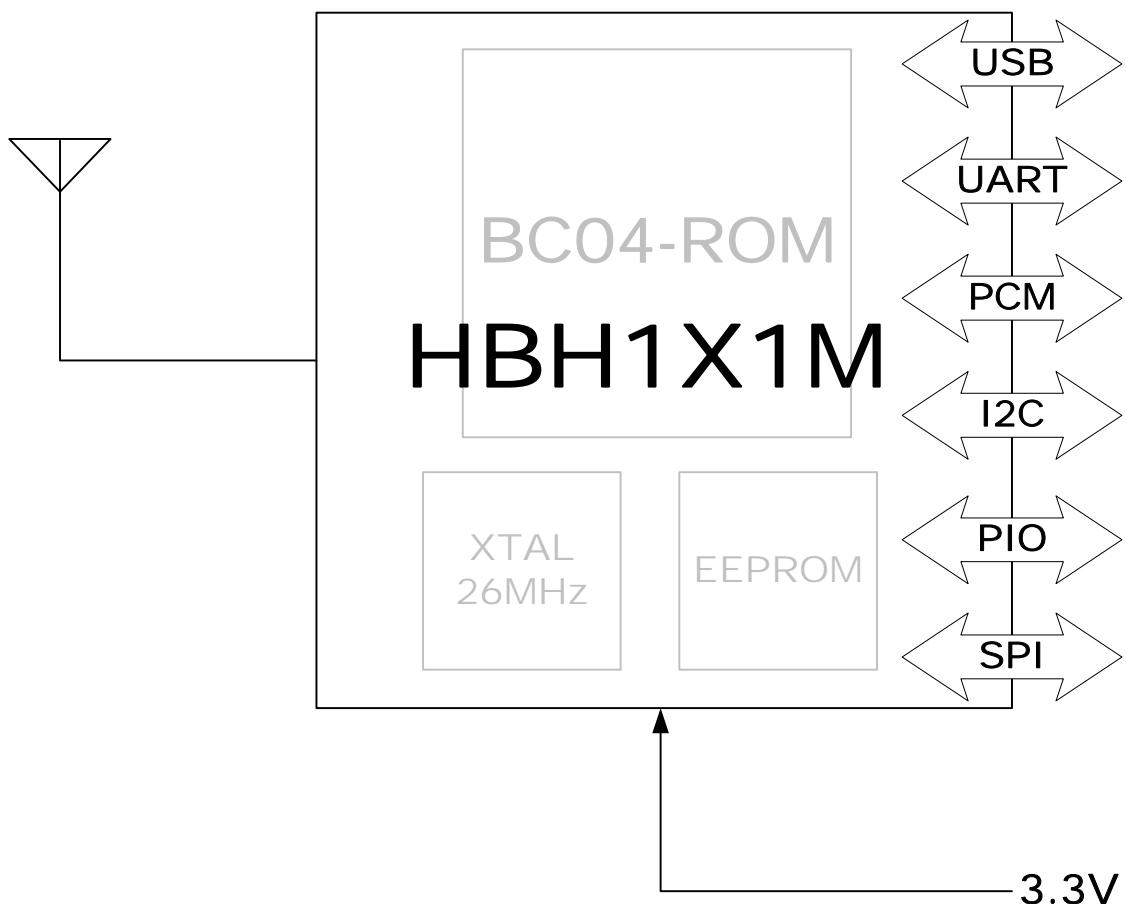 USB
UART
BC04-ROM
PCM
HBH1X1M
I2C
PIO
XTAL
26MHz
EEPROM
SPI
3.3V